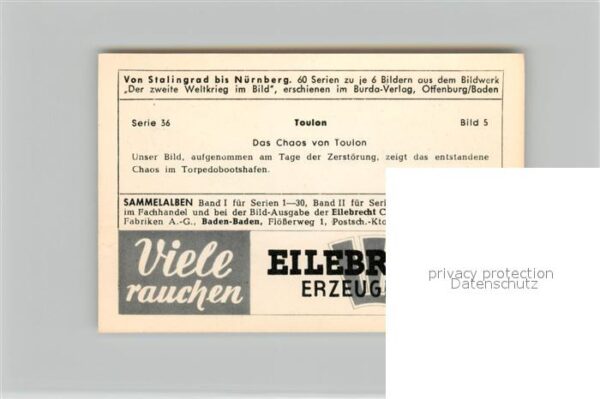 Von Stalingrad bis Nürnberg. 60 Serien zu je 6 Bildern aus dem Bildwerk
„Der zweite Weltkrieg im Bild", erschienen im Burda-Verlag, Offenburg/Baden
Serie 36 Toulon Bild 5
Das Chaos von Toulon
Unser Bild, aufgenommen am Tage der Zerstörung, zeigt das entstandene
Chaos im Torpedobootshafen.
SAMMELALBEN Band I für Serien 1—30, Band II für
im Fachhandel und bei der Bild-Ausgabe der Eilebrecht
Fabriken A.-G., Baden-Baden, Flößerweg 1, Postsch.-Kto
Viele
rauchen
EILEBR
ERZEUG
privacy protection
Datenschutz